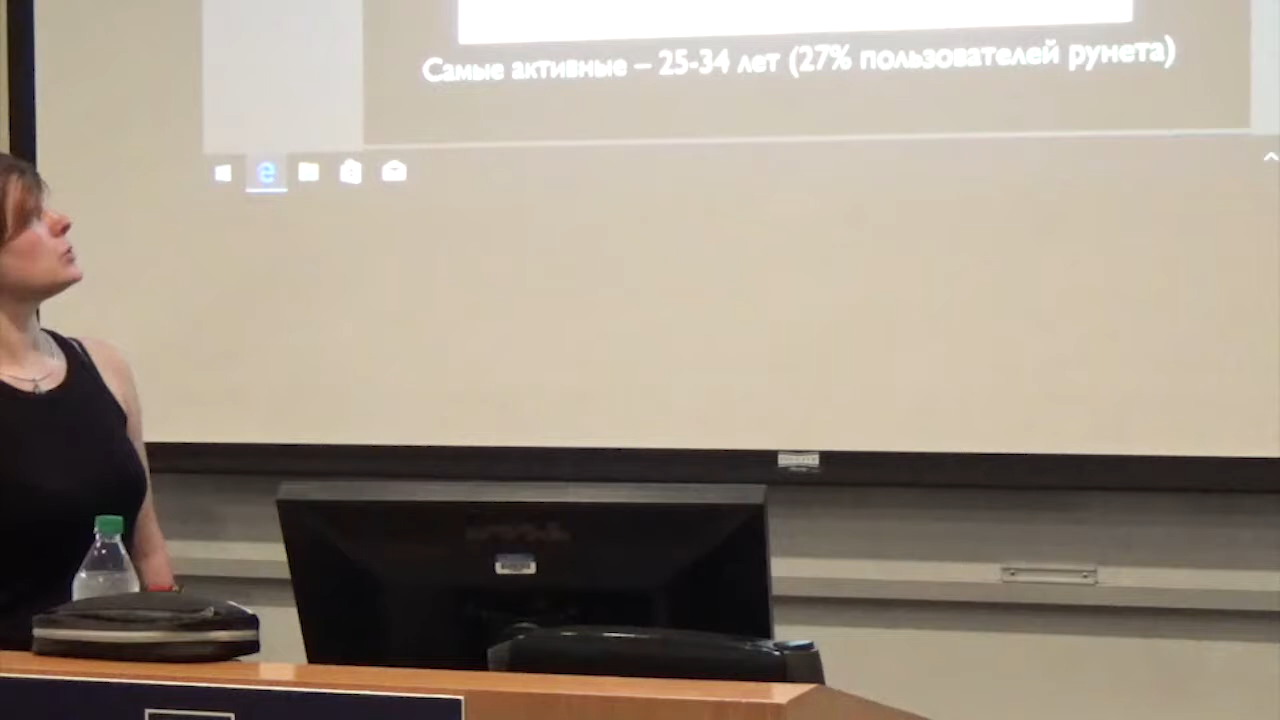 Самые активные – 25-34 лет (27% пользователей рунета)